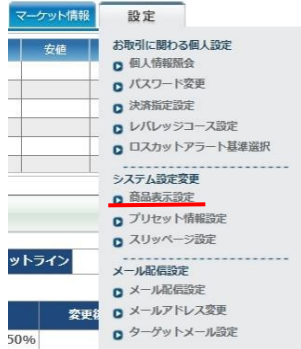 マーケット情報
設定
安値
お取引に関わる個人設定
個人情報照会
パスワード変更
決済指定設定
レバレッジコース設定
ロスカットアラート基準選択
システム設定変更
商品表示設定
プリセット情報設定
スリッページ設定
ットライン
メール配信設定
メール配信設定
メールアドレス変更
ターゲットメール設定
変更
50%